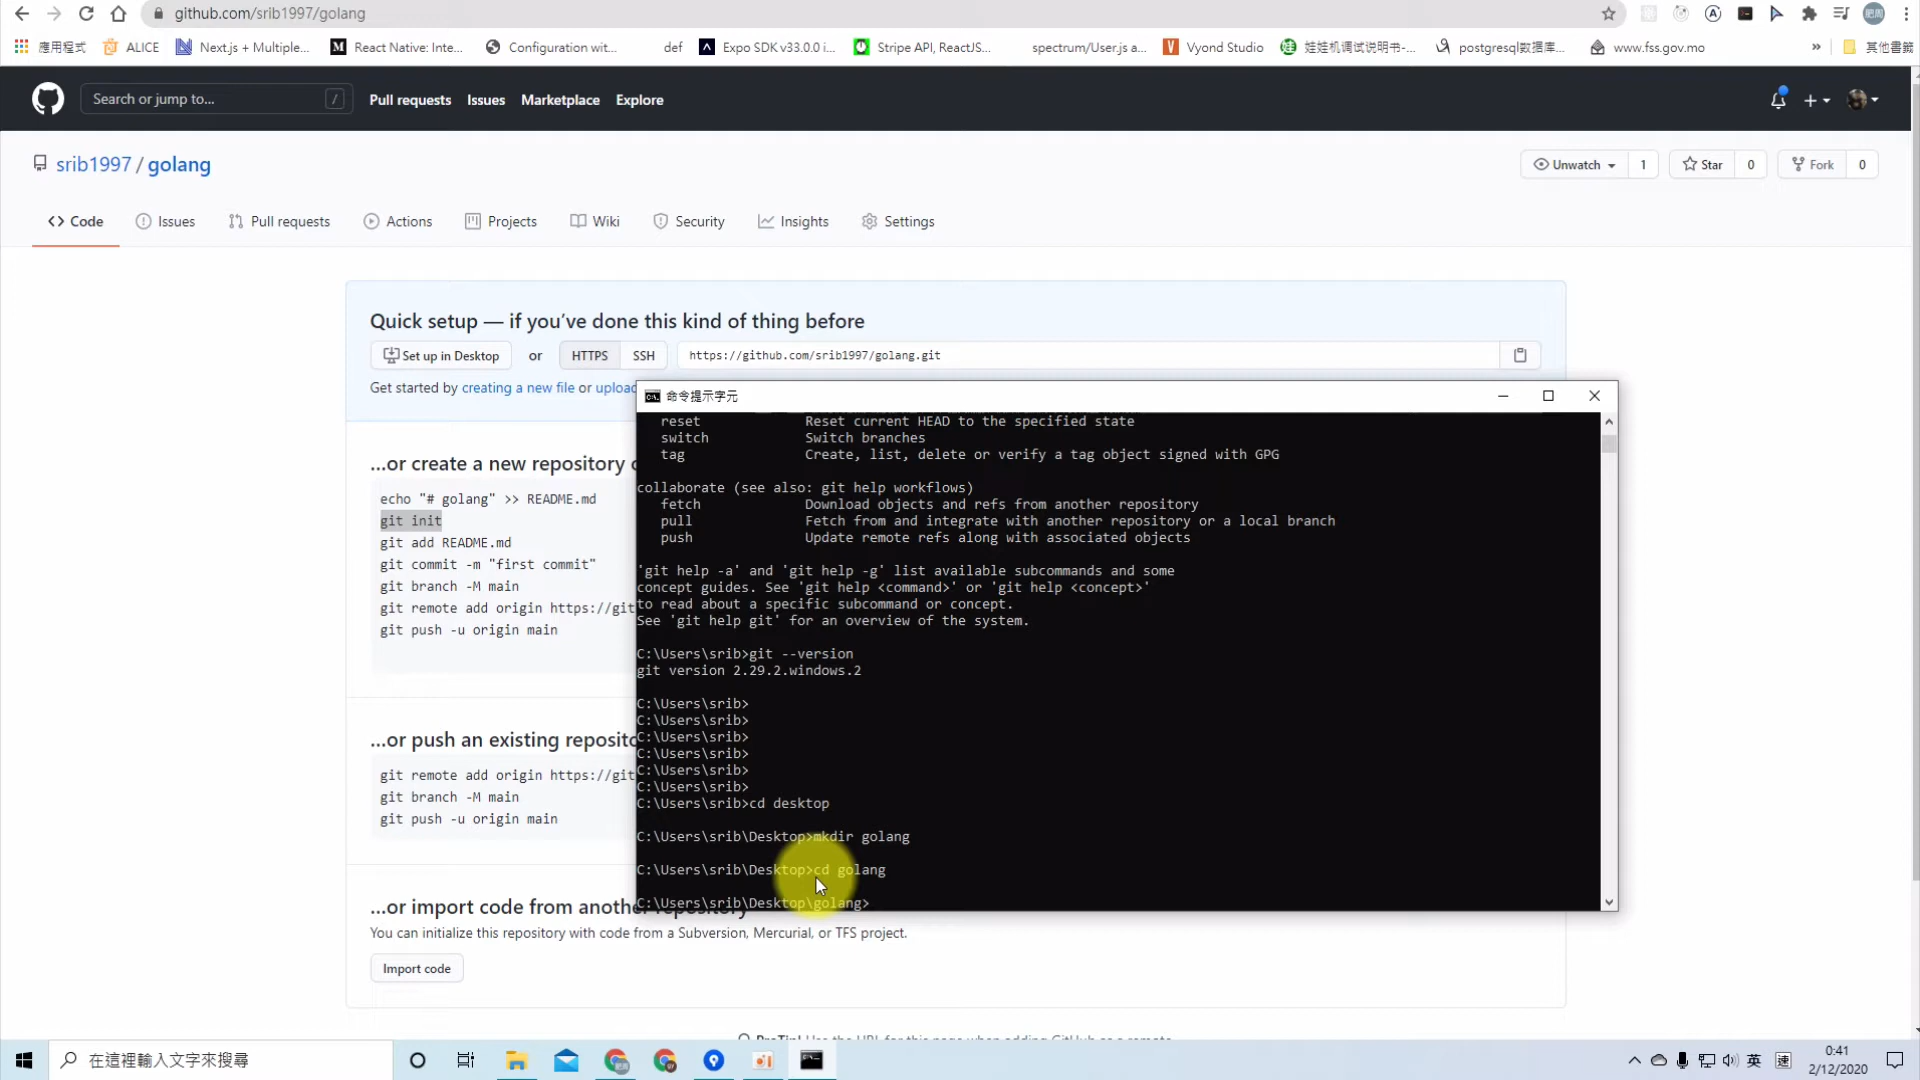 github.com/srib1997/golang
應用程式
ALICE
Next.js + Multiple...
React Native: Inte...
Configuration wit...
def
Expo SDK v33.0.0 i...
Stripe API, ReactJS...
spectrum/User.js a...
Vyond Studio
娃娃机调试说明书-...
postgresql数据库...
www.fss.gov.mo
»
其他書籤
Search or jump to...
/
Pull requests
Issues
Marketplace
Explore
srib1997 / golang
Unwatch
1
Star
0
Fork
0
Code
Issues
Pull requests
Actions
Projects
Wiki
Security
Insights
Settings
Quick setup — if you've done this kind of thing before
Set up in Desktop
or
HTTPS
SSH
https://github.com/srib1997/golang.git
Get started by creating a new file or uploa
…or create a new repository
echo "# golang" >> README.md
git init
git add README.md
git commit -m "first commit"
git branch -M main
git remote add origin https://git
git push -u origin main
…or push an existing reposit
git remote add origin https://git
git branch -M main
git push -u origin main
…or import code from another repository
You can initialize this repository with code from a Subversion, Mercurial, or TFS project.
Import code
命令提示字元
reset Reset current HEAD to the specified state
switch Switch branches
tag Create, list, delete or verify a tag object signed with GPG
collaborate (see also: git help workflows)
fetch Download objects and refs from another repository
pull Fetch from and integrate with another repository or a local branch
push Update remote refs along with associated objects
'git help -a' and 'git help -g' list available subcommands and some
concept guides. See 'git help <command>' or 'git help <concept>'
to read about a specific subcommand or concept.
See 'git help git' for an overview of the system.
C:\Users\srib>git --version
git version 2.29.2.windows.2
C:\Users\srib>
C:\Users\srib>
C:\Users\srib>
C:\Users\srib>
C:\Users\srib>
C:\Users\srib>
C:\Users\srib>cd desktop
C:\Users\srib\Desktop>mkdir golang
C:\Users\srib\Desktop>cd golang
C:\Users\srib\Desktop\golang>
在這裡輸入文字來搜尋
英
速
0:41
2/12/2020